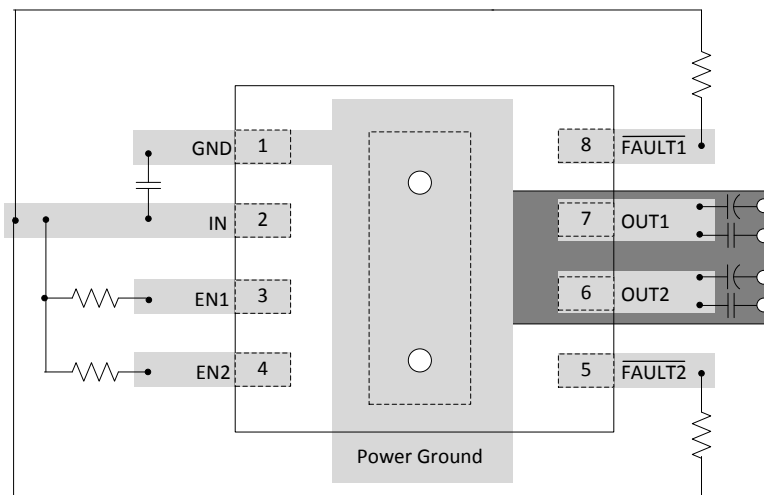 GND 1
IN 2
EN1 3
EN2 4
8 FAULT1
7 OUT1
6 OUT2
5 FAULT2
Power Ground